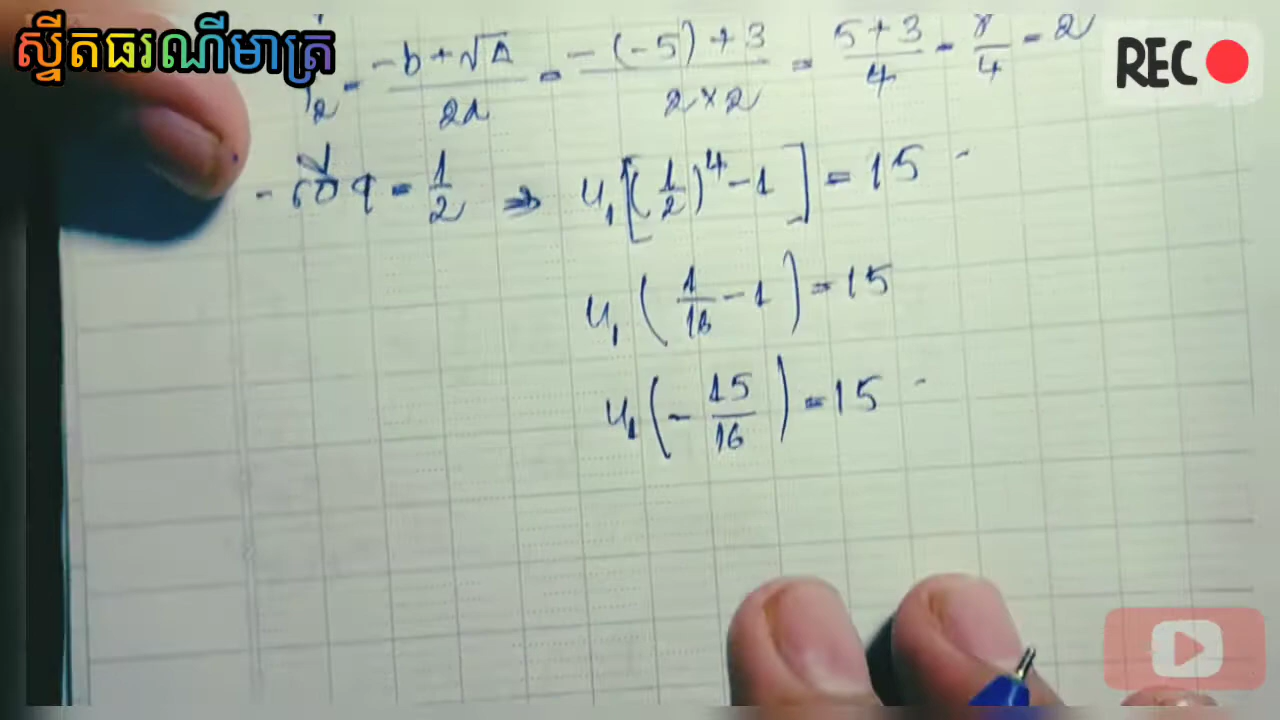 ស្វ៊ីតធរណីមាត្រ
REC
q₂ = (-b + √Δ)/2a = (-(-5) + 3)/(2 × 2) = (5 + 3)/4 = 8/4 = 2
- បើ q = 1/2 ⇒ u₁[(1/2)⁴ - 1] = 15
u₁(1/16 - 1) = 15
u₁(-15/16) = 15